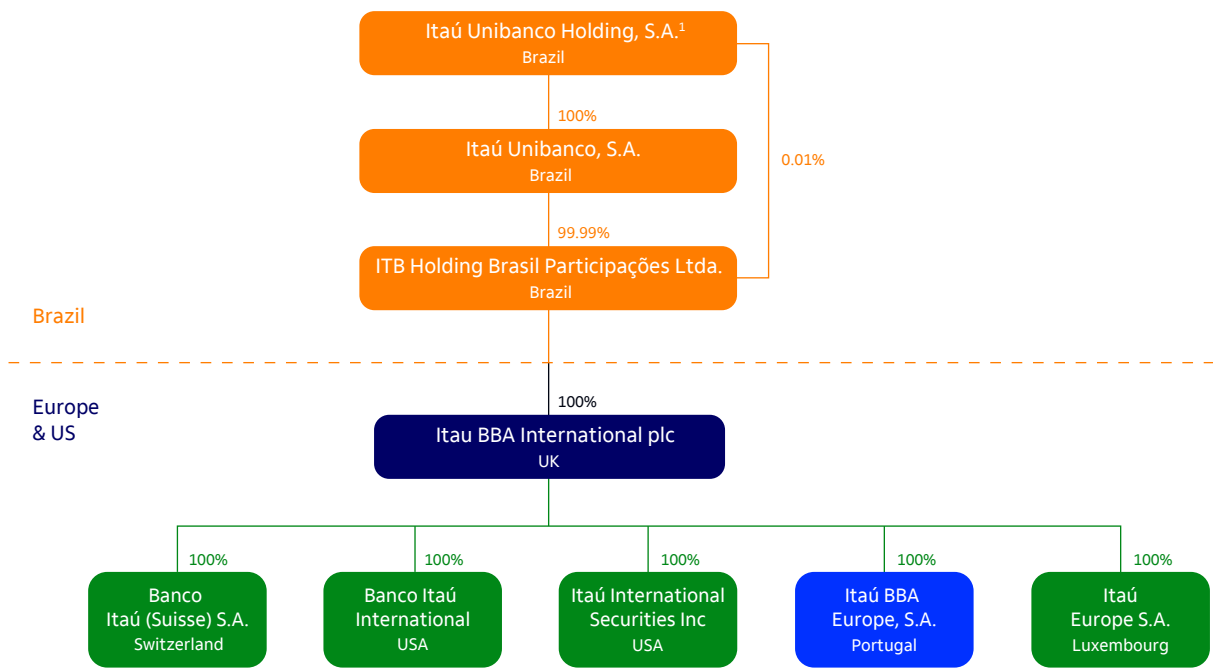 Itaú Unibanco Holding, S.A.¹
Brazil
100%
Itaú Unibanco, S.A.
Brazil
0.01%
99.99%
ITB Holding Brasil Participações Ltda.
Brazil
Brazil
Europe
& US
100%
Itau BBA International plc
UK
100%
Banco
Itaú (Suisse) S.A.
Switzerland
100%
Banco Itaú
International
USA
100%
Itaú International
Securities Inc
USA
100%
Itaú BBA
Europe, S.A.
Portugal
100%
Itaú
Europe S.A.
Luxembourg